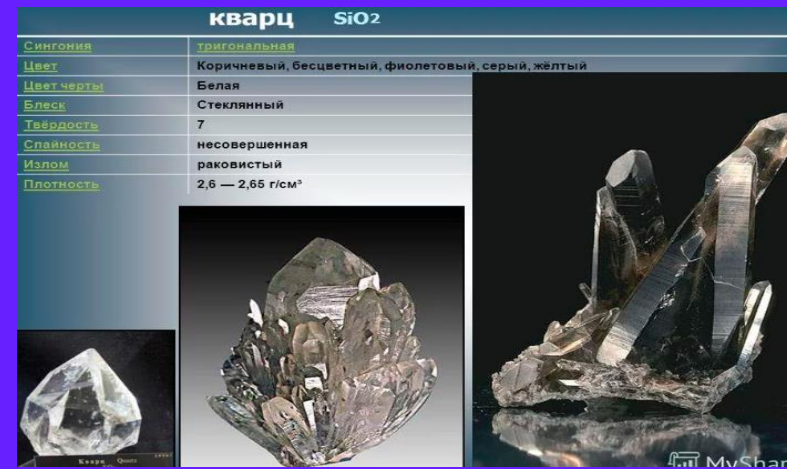 кварц SiO2
Сингония тригональная
Цвет Коричневый, бесцветный, фиолетовый, серый, жёлтый
Цвет черты Белая
Блеск Стеклянный
Твёрдость 7
Спайность несовершенная
Излом раковистый
Плотность 2,6 — 2,65 г/см³
Кварц Quartz
MyShar